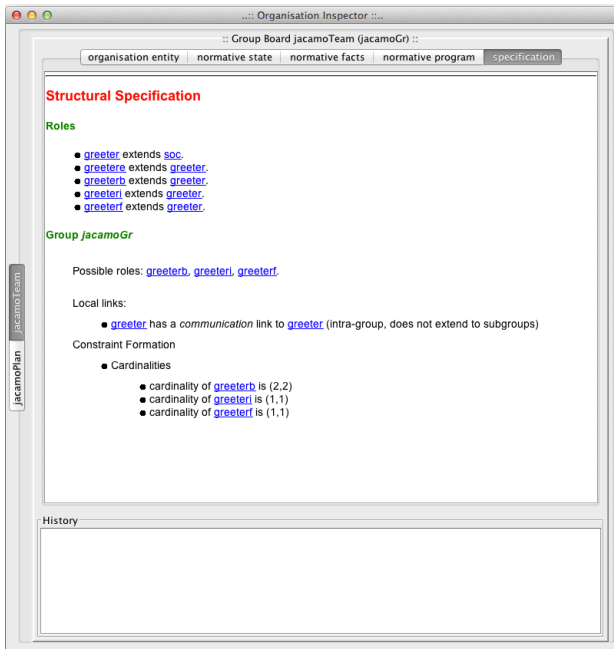 ..:: Organisation Inspector ::..
:: Group Board jacamoTeam (jacamoGr) ::
organisation entity normative state normative facts normative program specification
Structural Specification
Roles
greeter extends soc.
greetere extends greeter.
greeterb extends greeter.
greeteri extends greeter.
greeterf extends greeter.
Group jacamoGr
Possible roles: greeterb, greeteri, greeterf.
Local links:
greeter has a communication link to greeter (intra-group, does not extend to subgroups)
Constraint Formation
Cardinalities
cardinality of greeterb is (2,2)
cardinality of greeteri is (1,1)
cardinality of greeterf is (1,1)
jacamoTeam
jacamoPlan
History